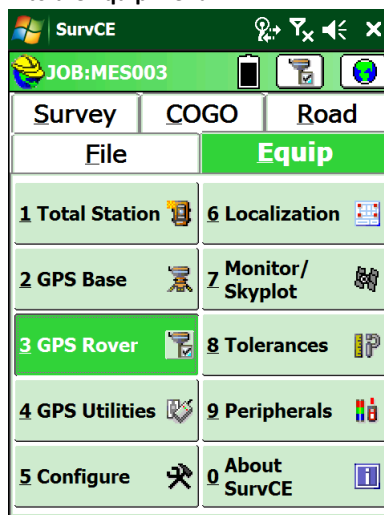 SurvCE
JOB:MES003
Survey COGO Road
File Equip
1 Total Station 6 Localization
2 GPS Base 7 Monitor/
Skyplot
3 GPS Rover 8 Tolerances
4 GPS Utilities 9 Peripherals
5 Configure 0 About
SurvCE